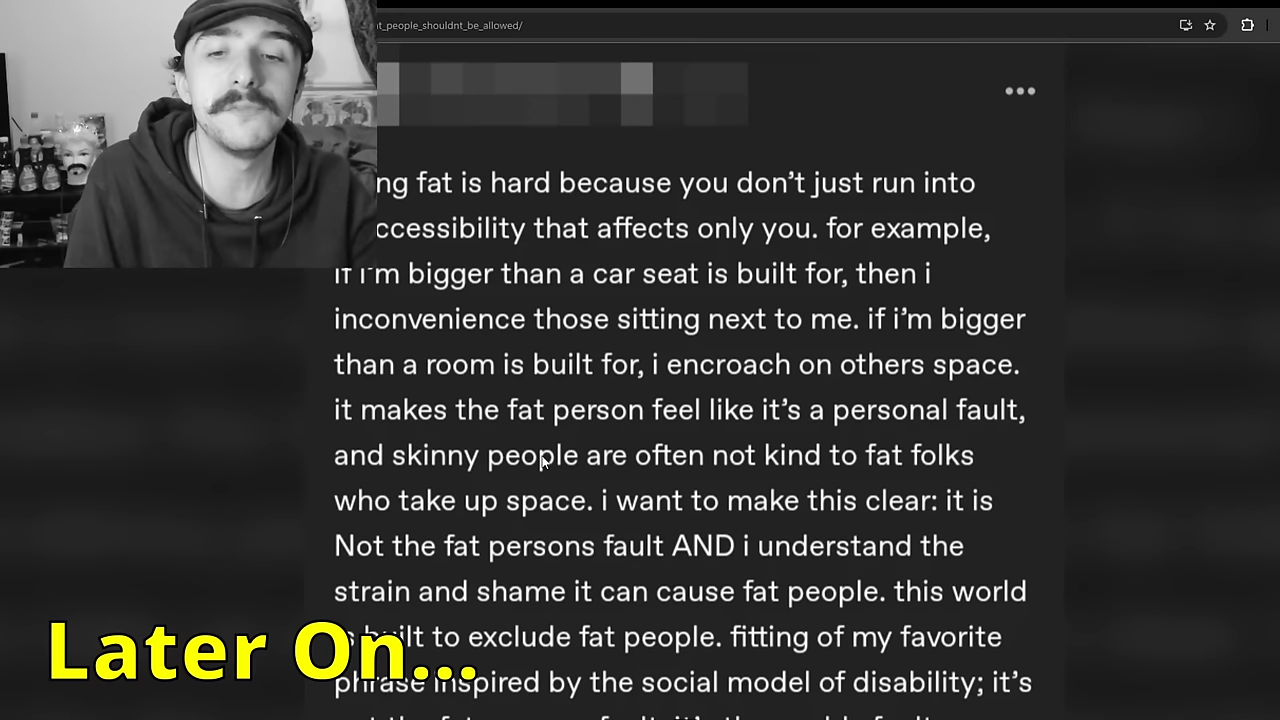 t_people_shouldnt_be_allowed/
ng fat is hard because you don't just run into
ccessibility that affects only you. for example,
if i'm bigger than a car seat is built for, then i
inconvenience those sitting next to me. if i'm bigger
than a room is built for, i encroach on others space.
it makes the fat person feel like it's a personal fault,
and skinny people are often not kind to fat folks
who take up space. i want to make this clear: it is
Not the fat persons fault AND i understand the
strain and shame it can cause fat people. this world
built to exclude fat people. fitting of my favorite
Later On...
phrase inspired by the social model of disability; it's